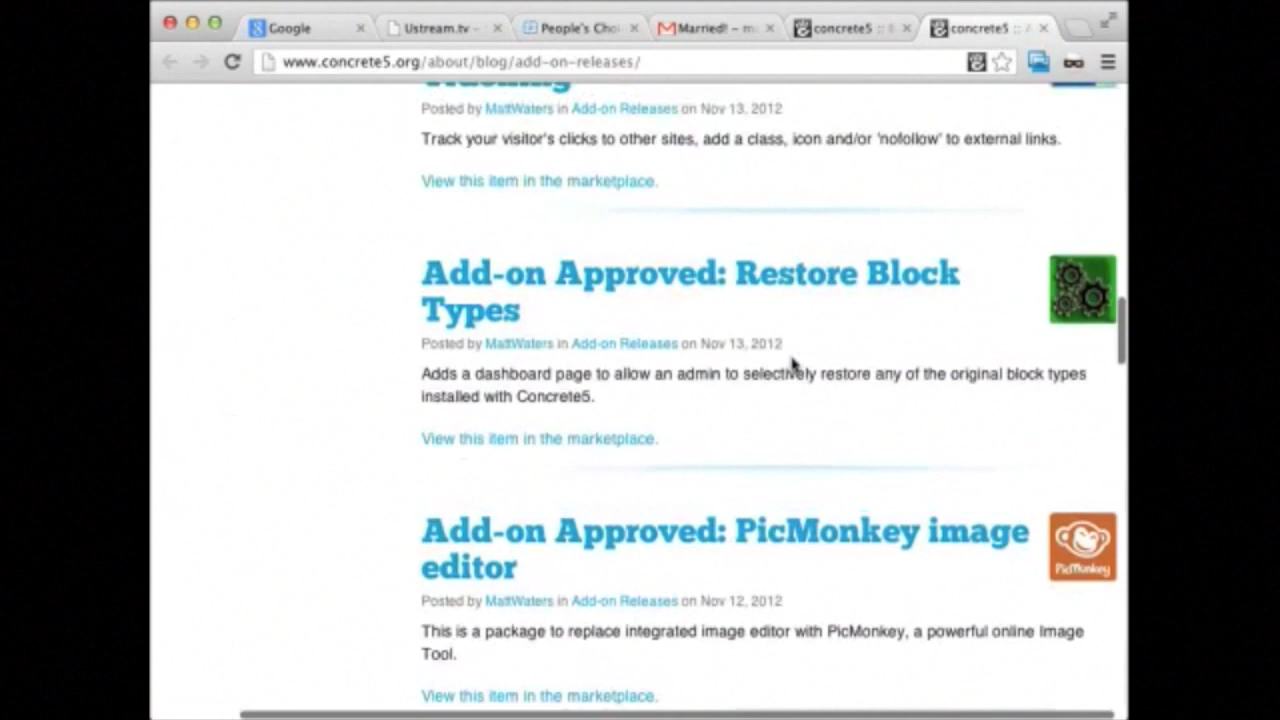 Google
Ustream.tv –
People's Cho
Married! – m
concrete5 ::
concrete5 ::
www.concrete5.org/about/blog/add-on-releases/
Posted by MattWaters in Add-on Releases on Nov 13, 2012
Track your visitor's clicks to other sites, add a class, icon and/or 'nofollow' to external links.
View this item in the marketplace.
Add-on Approved: Restore Block
Types
Posted by MattWaters in Add-on Releases on Nov 13, 2012
Adds a dashboard page to allow an admin to selectively restore any of the original block types
installed with Concrete5.
View this item in the marketplace.
Add-on Approved: PicMonkey image
editor
PicMonkey
Posted by MattWaters in Add-on Releases on Nov 12, 2012
This is a package to replace integrated image editor with PicMonkey, a powerful online Image
Tool.
View this item in the marketplace.